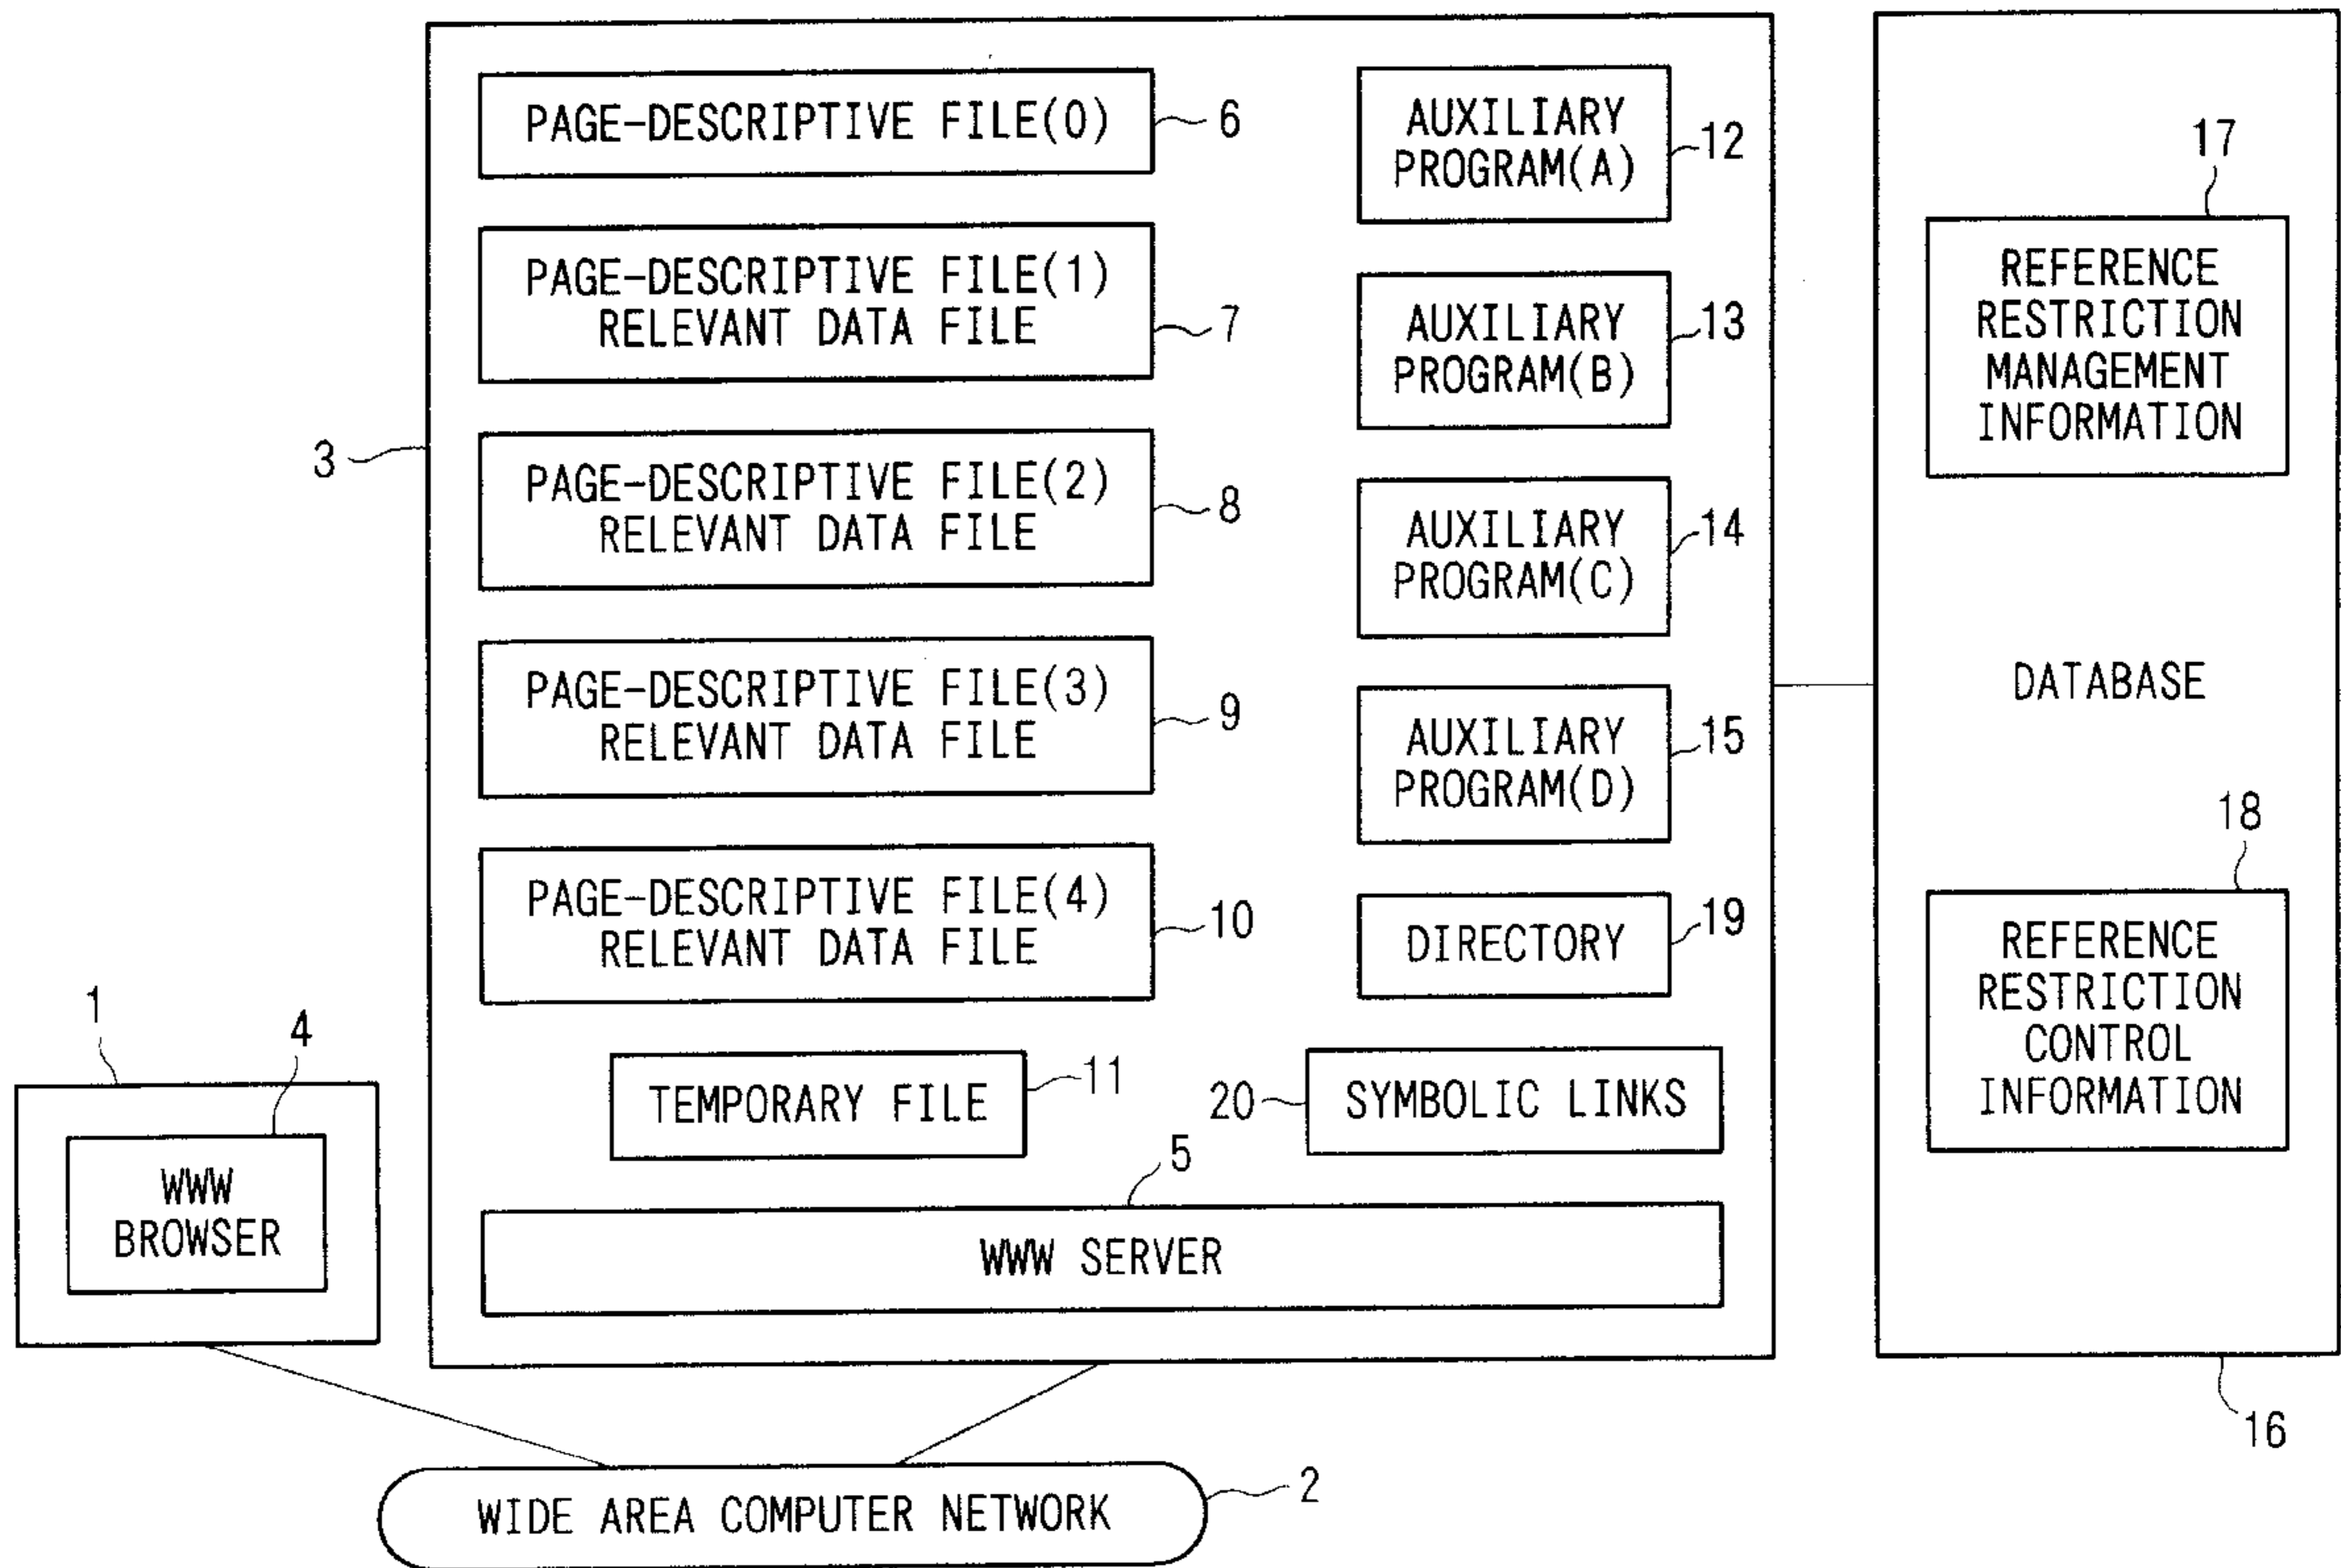 PAGE-DESCRIPTIVE FILE(0)
6
PAGE-DESCRIPTIVE FILE(1)
RELEVANT DATA FILE
7
PAGE-DESCRIPTIVE FILE(2)
RELEVANT DATA FILE
8
PAGE-DESCRIPTIVE FILE(3)
RELEVANT DATA FILE
9
PAGE-DESCRIPTIVE FILE(4)
RELEVANT DATA FILE
10
TEMPORARY FILE
11
3
AUXILIARY
PROGRAM(A)
12
AUXILIARY
PROGRAM(B)
13
AUXILIARY
PROGRAM(C)
14
AUXILIARY
PROGRAM(D)
15
DIRECTORY
19
20
SYMBOLIC LINKS
5
WWW SERVER
1
4
WWW
BROWSER
WIDE AREA COMPUTER NETWORK
2
17
REFERENCE
RESTRICTION
MANAGEMENT
INFORMATION
DATABASE
18
REFERENCE
RESTRICTION
CONTROL
INFORMATION
16